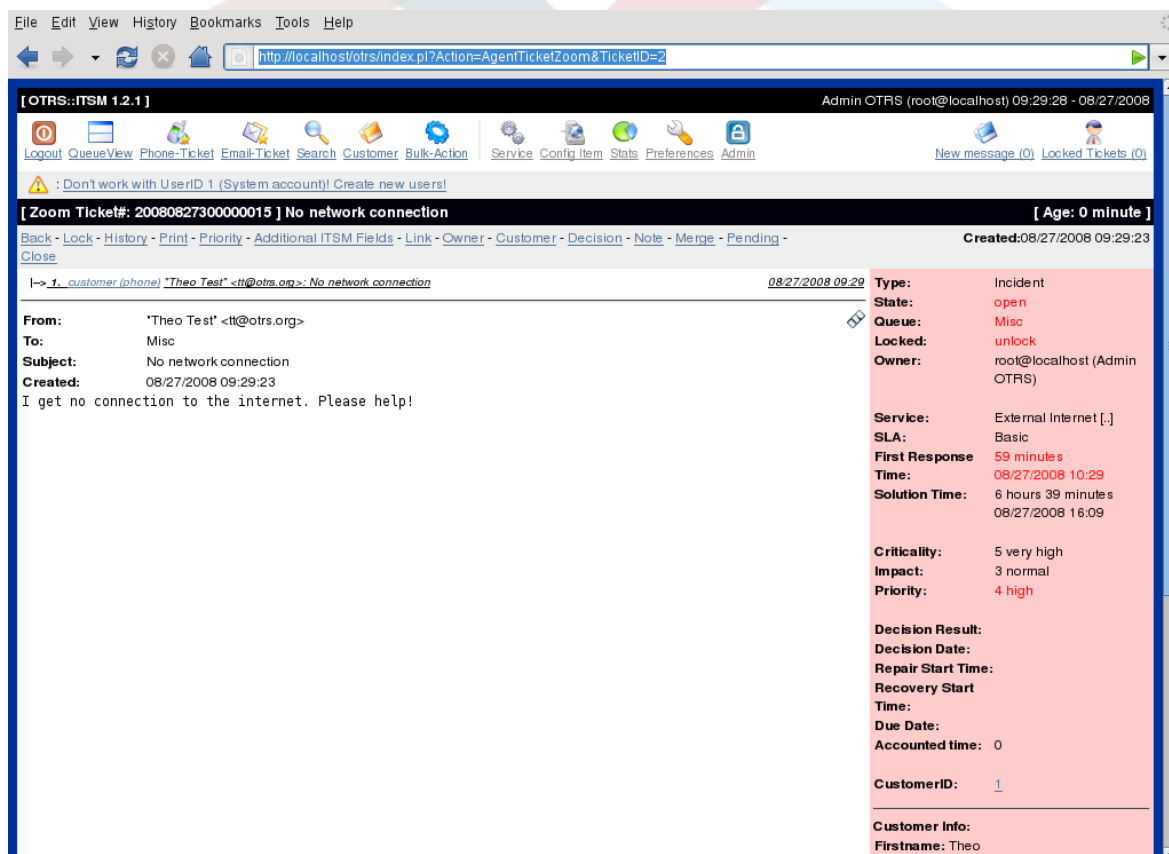 File Edit View History Bookmarks Tools Help
http://localhost/otrs/index.pl?Action=AgentTicketZoom&TicketID=2
[ OTRS::ITSM 1.2.1 ] Admin OTRS (root@localhost) 09:29:28 - 08/27/2008
Logout QueueView Phone-Ticket Email-Ticket Search Customer Bulk-Action Service Config Item Stats Preferences Admin New message (0) Locked Tickets (0)
: Don't work with UserID 1 (System account)! Create new users!
[ Zoom Ticket#: 20080827300000015 ] No network connection [ Age: 0 minute ]
Back - Lock - History - Print - Priority - Additional ITSM Fields - Link - Owner - Customer - Decision - Note - Merge - Pending -
Close
Created:08/27/2008 09:29:23
|--> 1. customer (phone) "Theo Test" <tt@otrs.org>: No network connection 08/27/2008 09:29
From: "Theo Test" <tt@otrs.org>
To: Misc
Subject: No network connection
Created: 08/27/2008 09:29:23
I get no connection to the internet. Please help!
Type: Incident
State: open
Queue: Misc
Locked: unlock
Owner: root@localhost (Admin
OTRS)
Service: External Internet [..]
SLA: Basic
First Response 59 minutes
Time: 08/27/2008 10:29
Solution Time: 6 hours 39 minutes
08/27/2008 16:09
Criticality: 5 very high
Impact: 3 normal
Priority: 4 high
Decision Result:
Decision Date:
Repair Start Time:
Recovery Start
Time:
Due Date:
Accounted time: 0
CustomerID: 1
Customer Info:
Firstname: Theo